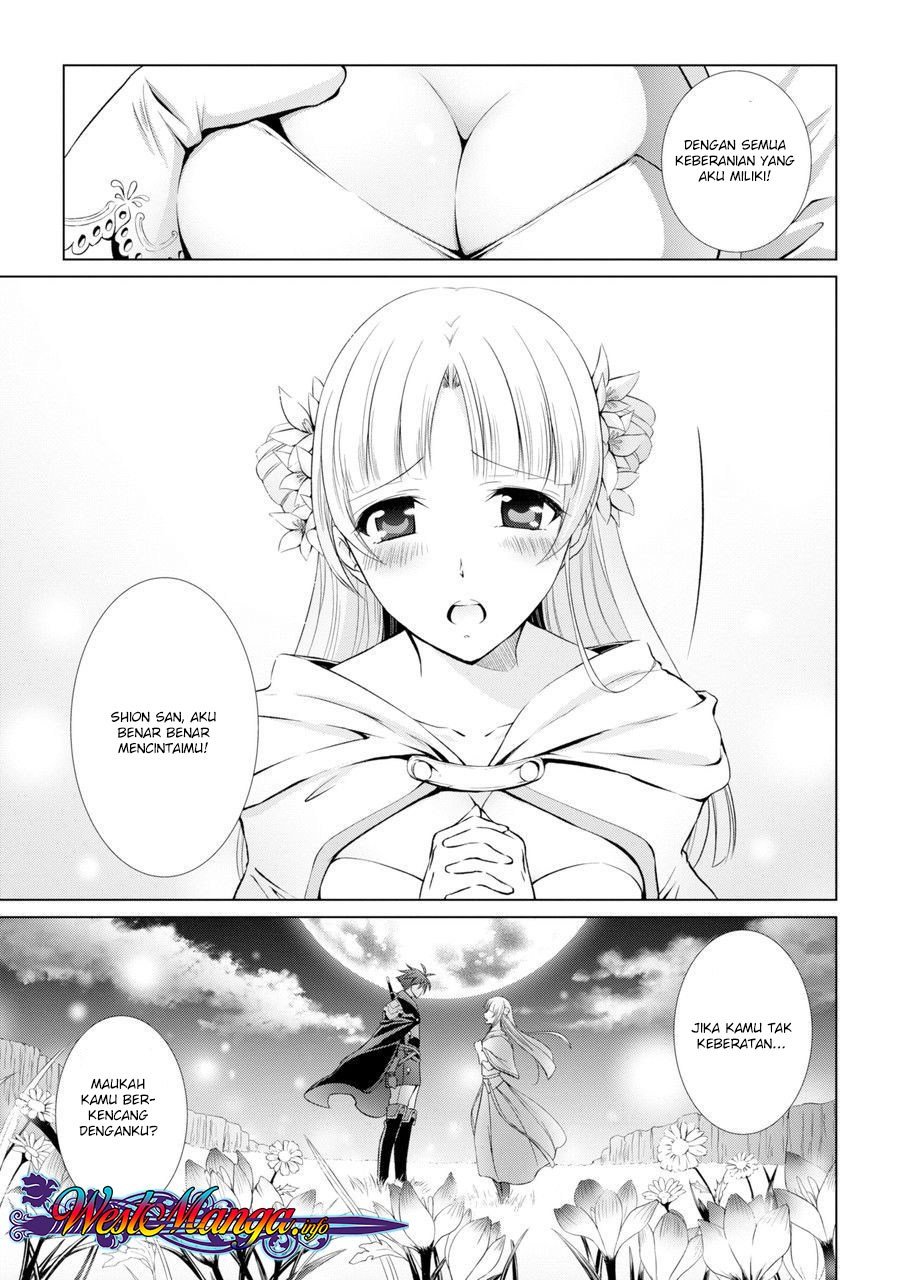 DENGAN SEMUA
KEBERANIAN YANG
AKU MILIKI!
SHION SAN, AKU
BENAR BENAR
MENCINTAIMU!
JIKA KAMU TAK
KEBERATAN...
MAUKAH
KAMU BER-
KENCANG
DENGANKU?
WestManga.info